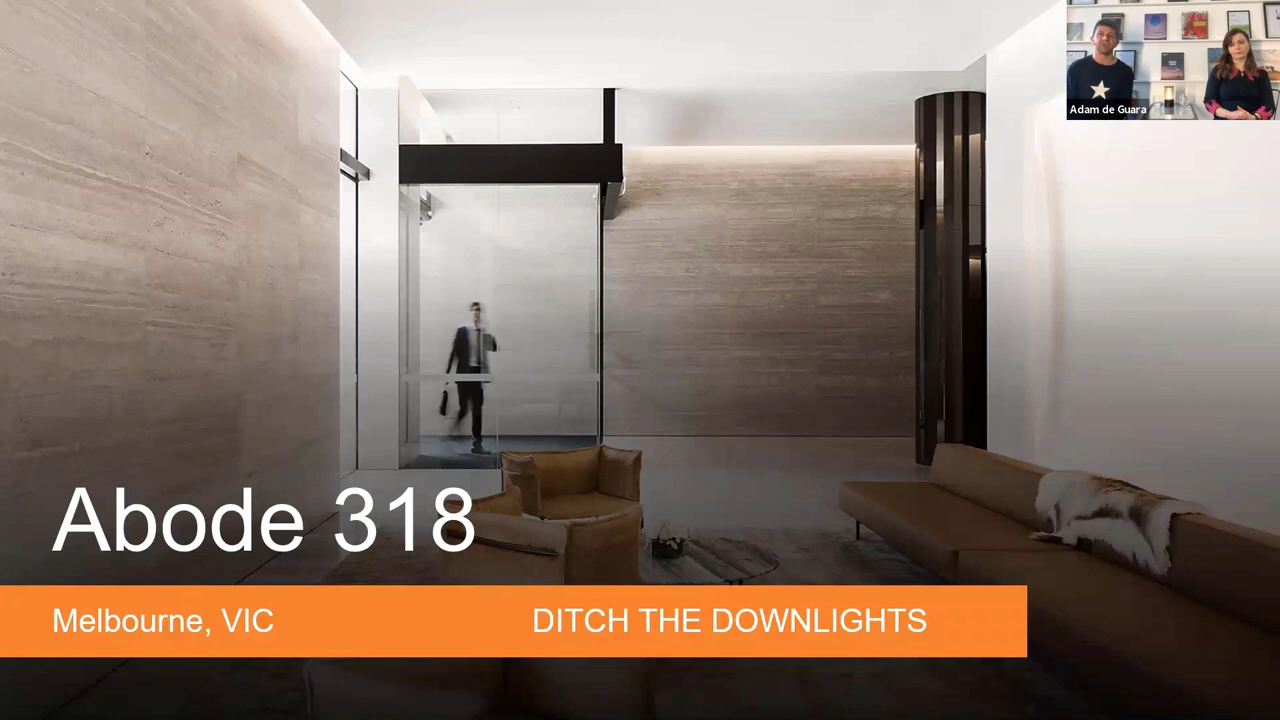 Adam de Guara
Abode 318
Melbourne, VIC
DITCH THE DOWNLIGHTS